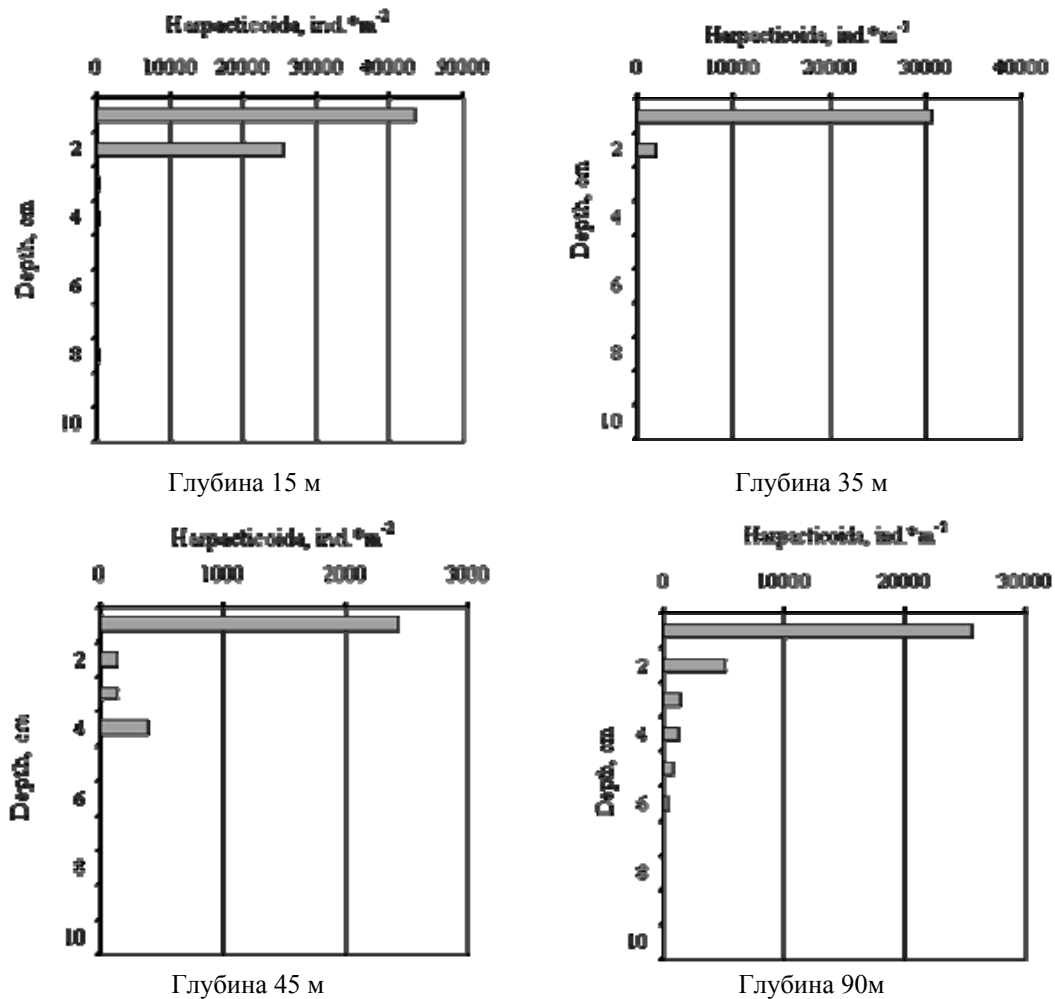 Harpacticoida, ind.*m-2
0 10000 20000 30000 40000 50000
Depth, cm
2
4
6
8
10
Глубина 15 м
Harpacticoida, ind.*m-2
0 10000 20000 30000 40000
Depth, cm
2
4
6
8
10
Глубина 35 м
Harpacticoida, ind.*m-2
0 1000 2000 3000
Depth, cm
2
4
6
8
10
Глубина 45 м
Harpacticoida, ind.*m-2
0 10000 20000 30000
Depth, cm
2
4
6
8
10
Глубина 90м